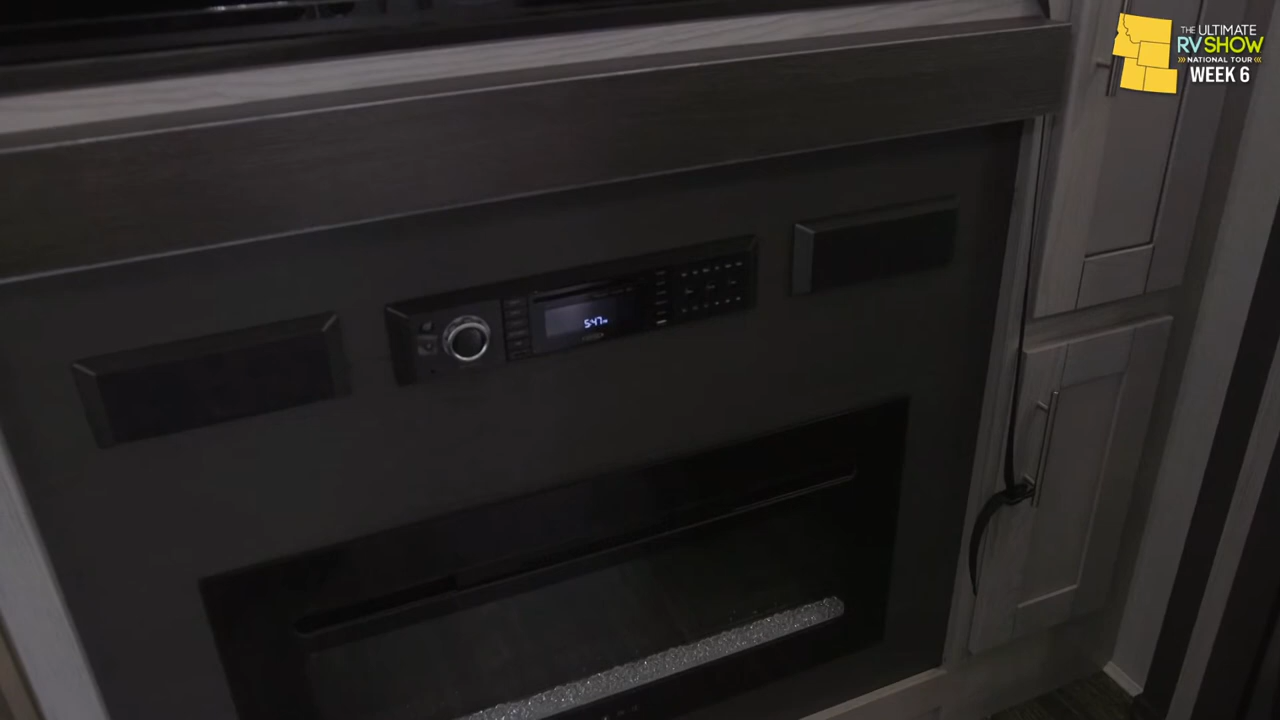 THE ULTIMATE
RV SHOW
NATIONAL TOUR
WEEK 6
5:47